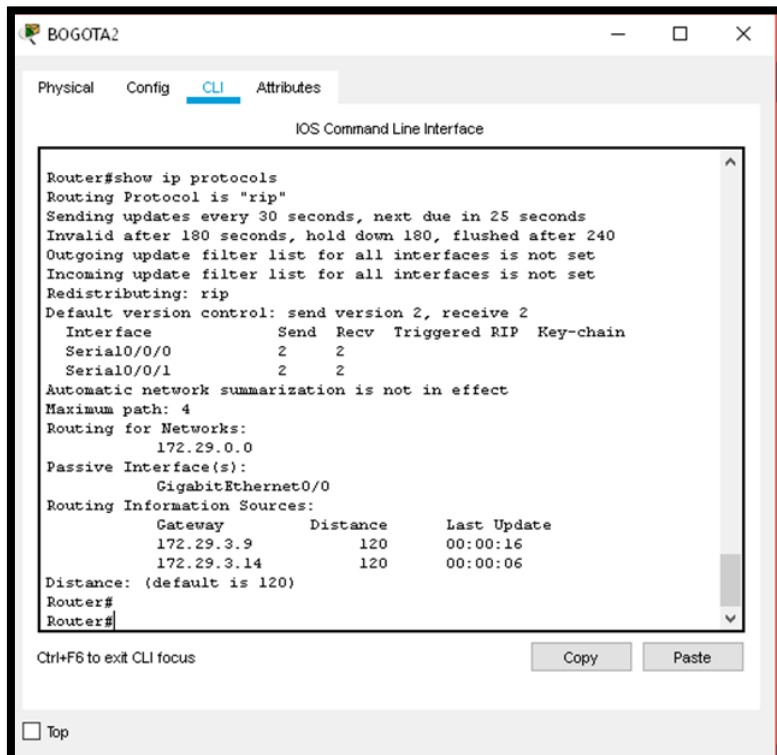 BOGOTA2
Physical Config CLI Attributes
IOS Command Line Interface
Router#show ip protocols
Routing Protocol is "rip"
Sending updates every 30 seconds, next due in 25 seconds
Invalid after 180 seconds, hold down 180, flushed after 240
Outgoing update filter list for all interfaces is not set
Incoming update filter list for all interfaces is not set
Redistributing: rip
Default version control: send version 2, receive 2
Interface Send Recv Triggered RIP Key-chain
Serial0/0/0 2 2
Serial0/0/1 2 2
Automatic network summarization is not in effect
Maximum path: 4
Routing for Networks:
172.29.0.0
Passive Interface(s):
GigabitEthernet0/0
Routing Information Sources:
Gateway Distance Last Update
172.29.3.9 120 00:00:16
172.29.3.14 120 00:00:06
Distance: (default is 120)
Router#
Router#
Ctrl+F6 to exit CLI focus
Copy Paste
Top